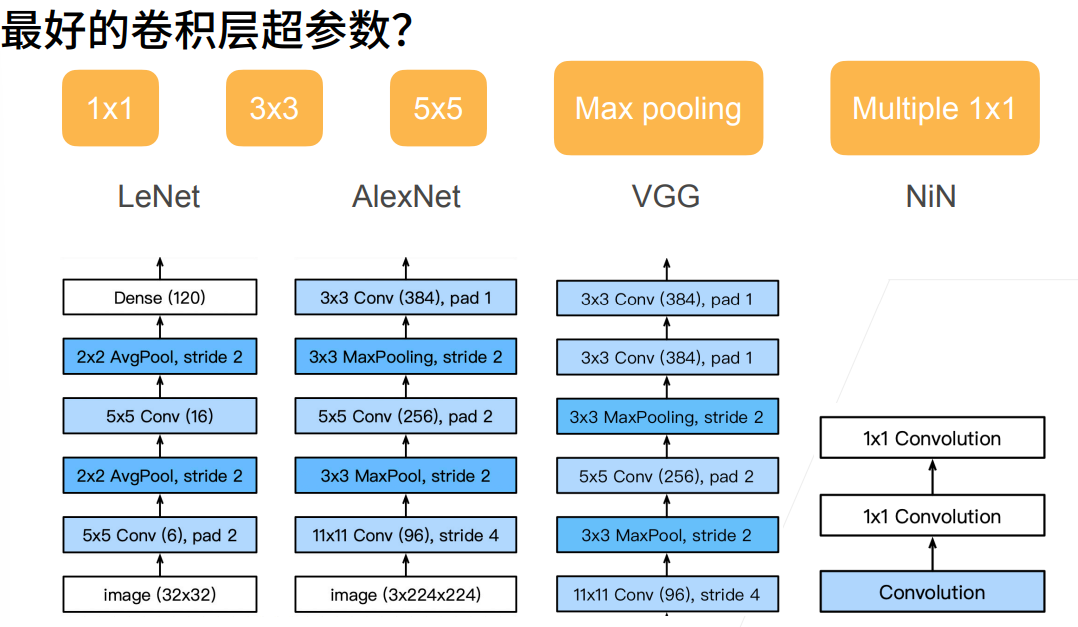 最好的卷积层超参数？
1x1
3x3
5x5
Max pooling
Multiple 1x1
LeNet
AlexNet
VGG
NiN
Dense (120)
2x2 AvgPool, stride 2
5x5 Conv (16)
2x2 AvgPool, stride 2
5x5 Conv (6), pad 2
image (32x32)
3x3 Conv (384), pad 1
3x3 MaxPooling, stride 2
5x5 Conv (256), pad 2
3x3 MaxPool, stride 2
11x11 Conv (96), stride 4
image (3x224x224)
3x3 Conv (384), pad 1
3x3 Conv (384), pad 1
3x3 MaxPooling, stride 2
5x5 Conv (256), pad 2
3x3 MaxPool, stride 2
11x11 Conv (96), stride 4
1x1 Convolution
1x1 Convolution
Convolution